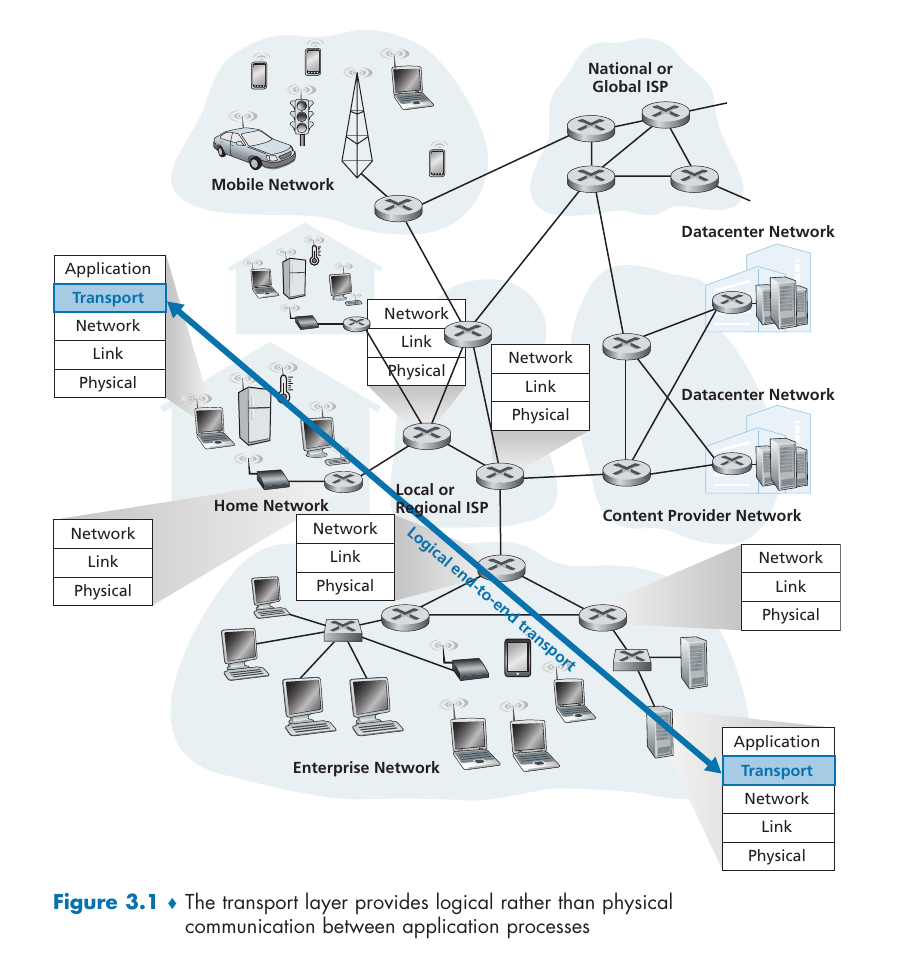 National or
Global ISP
Mobile Network
Datacenter Network
Application
Transport
Network
Link
Physical
Network
Link
Physical
Network
Link
Physical
Datacenter Network
Home Network
Local or
Regional ISP
Content Provider Network
Network
Link
Physical
Network
Link
Physical
Logical end-to-end transport
Network
Link
Physical
Enterprise Network
Application
Transport
Network
Link
Physical
Figure 3.1 ♦ The transport layer provides logical rather than physical
communication between application processes